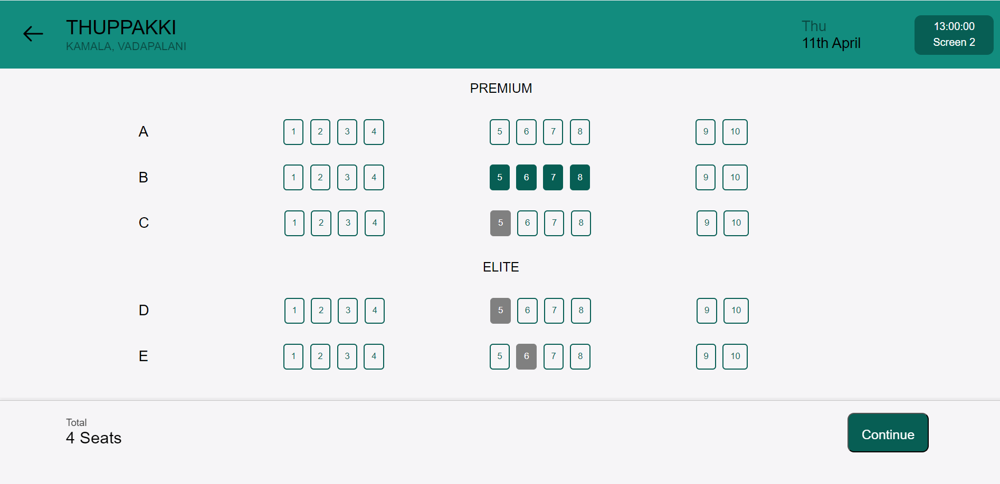 THUPPAKKI
KAMALA, VADAPALANI
Thu
11th April
13:00:00
Screen 2
PREMIUM
A 1 2 3 4 5 6 7 8 9 10
B 1 2 3 4 5 6 7 8 9 10
C 1 2 3 4 5 6 7 8 9 10
ELITE
D 1 2 3 4 5 6 7 8 9 10
E 1 2 3 4 5 6 7 8 9 10
Total
4 Seats
Continue